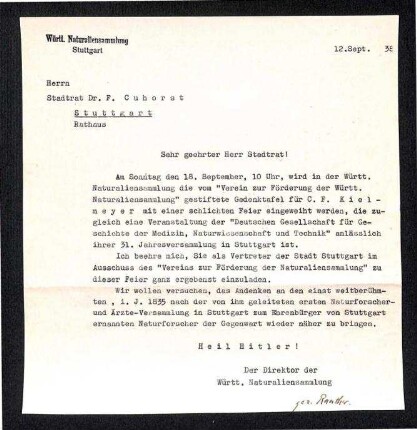 Württ. Naturaliensammlung
Stuttgart
12.Sept. 38
Herrn
Stadtrat Dr. F. Cuhorst
Stuttgart
Rathaus
Sehr geehrter Herr Stadtrat!
Am Sonntag den 18. September, 10 Uhr, wird in der Württ.
Naturaliensammlung die vom "Verein zur Förderung der Württ.
Naturaliensammlung" gestiftete Gedenktafel für C. F. Kiel-
meyer mit einer schlichten Feier eingeweiht werden, die zu-
gleich eine Veranstaltung der "Deutschen Gesellschaft für Ge-
schichte der Medizin, Naturwissenschaft und Technik" anlässlich
ihrer 31. Jahresversammlung in Stuttgart ist.
Ich beehre mich, Sie als Vertreter der Stadt Stuttgart im
Ausschuss des "Vereins zur Förderung der Naturaliensammlung" zu
dieser Feier ganz ergebenst einzuladen.
Wir wollen versuchen, das Andenken an den einst weitberühm-
ten , i. J. 1835 nach der von ihm geleiteten ersten Naturforscher-
und Ärzte-Versammlung in Stuttgart zum Ehrenbürger von Stuttgart
ernannten Naturforscher der Gegenwart wieder näher zu bringen.
Heil Hitler!
Der Direktor der
Württ. Naturaliensammlung
gez. Rauther.